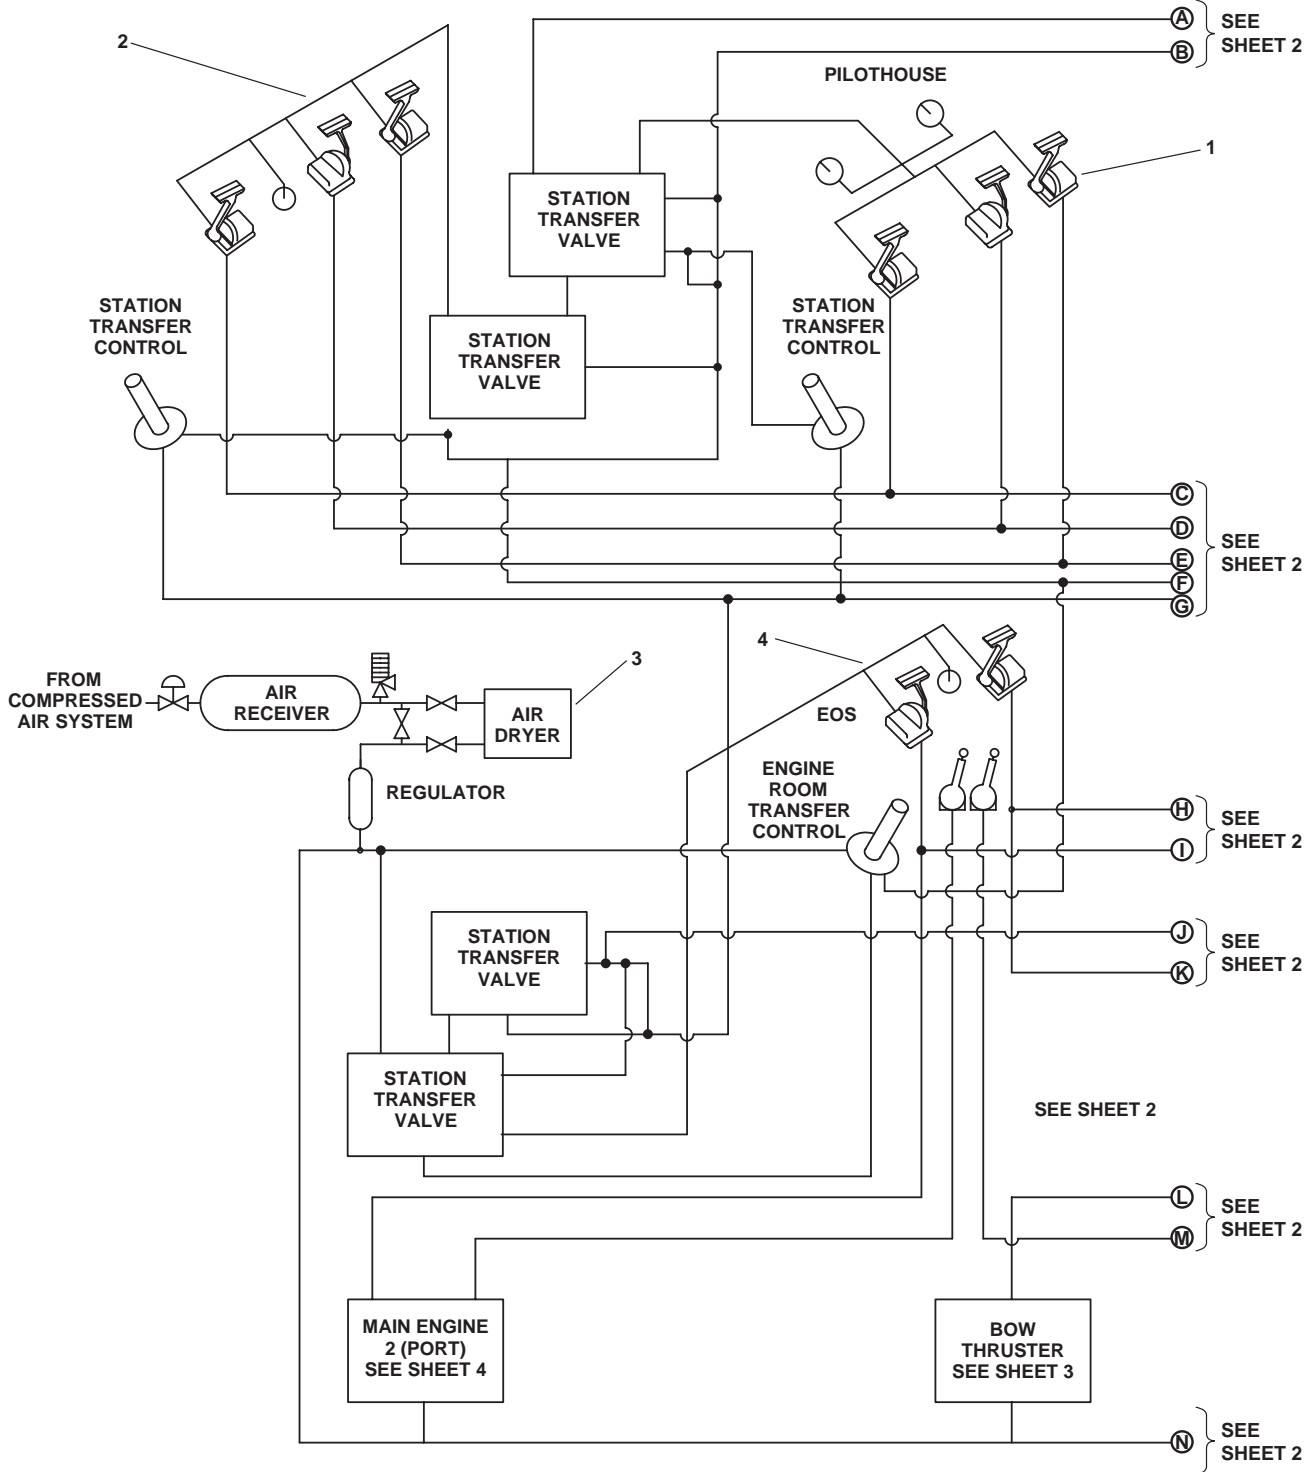 2
A
B
SEE
SHEET 2
PILOTHOUSE
1
STATION
TRANSFER
VALVE
STATION
TRANSFER
CONTROL
STATION
TRANSFER
VALVE
STATION
TRANSFER
CONTROL
C
D
E
F
G
SEE
SHEET 2
FROM
COMPRESSED
AIR SYSTEM
AIR
RECEIVER
3
AIR
DRYER
REGULATOR
4
EOS
ENGINE
ROOM
TRANSFER
CONTROL
H
I
SEE
SHEET 2
STATION
TRANSFER
VALVE
J
K
SEE
SHEET 2
STATION
TRANSFER
VALVE
SEE SHEET 2
L
M
SEE
SHEET 2
MAIN ENGINE
2 (PORT)
SEE SHEET 4
BOW
THRUSTER
SEE SHEET 3
N
SEE
SHEET 2